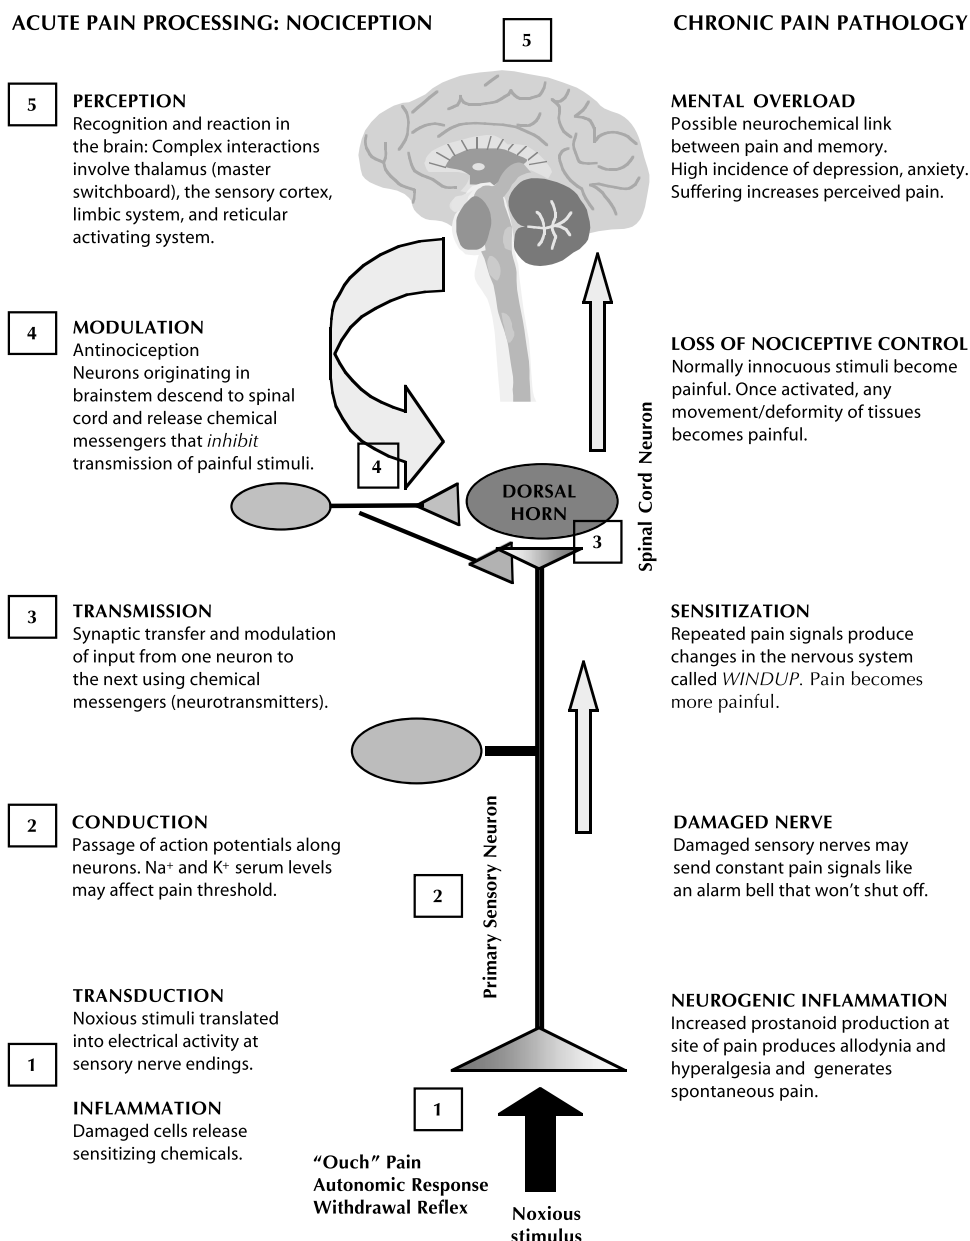 ACUTE PAIN PROCESSING: NOCICEPTION
CHRONIC PAIN PATHOLOGY
5
5
PERCEPTION
Recognition and reaction in
the brain: Complex interactions
involve thalamus (master
switchboard), the sensory cortex,
limbic system, and reticular
activating system.
MENTAL OVERLOAD
Possible neurochemical link
between pain and memory.
High incidence of depression, anxiety.
Suffering increases perceived pain.
4
MODULATION
Antinociception
Neurons originating in
brainstem descend to spinal
cord and release chemical
messengers that inhibit
transmission of painful stimuli.
LOSS OF NOCICEPTIVE CONTROL
Normally innocuous stimuli become
painful. Once activated, any
movement/deformity of tissues
becomes painful.
4
DORSAL
HORN
3
Spinal Cord Neuron
3
TRANSMISSION
Synaptic transfer and modulation
of input from one neuron to
the next using chemical
messengers (neurotransmitters).
SENSITIZATION
Repeated pain signals produce
changes in the nervous system
called WINDUP. Pain becomes
more painful.
2
CONDUCTION
Passage of action potentials along
neurons. Na+ and K+ serum levels
may affect pain threshold.
2
Primary Sensory Neuron
DAMAGED NERVE
Damaged sensory nerves may
send constant pain signals like
an alarm bell that won’t shut off.
1
TRANSDUCTION
Noxious stimuli translated
into electrical activity at
sensory nerve endings.
INFLAMMATION
Damaged cells release
sensitizing chemicals.
NEUROGENIC INFLAMMATION
Increased prostanoid production at
site of pain produces allodynia and
hyperalgesia and generates
spontaneous pain.
1
“Ouch” Pain
Autonomic Response
Withdrawal Reflex
Noxious
stimulus